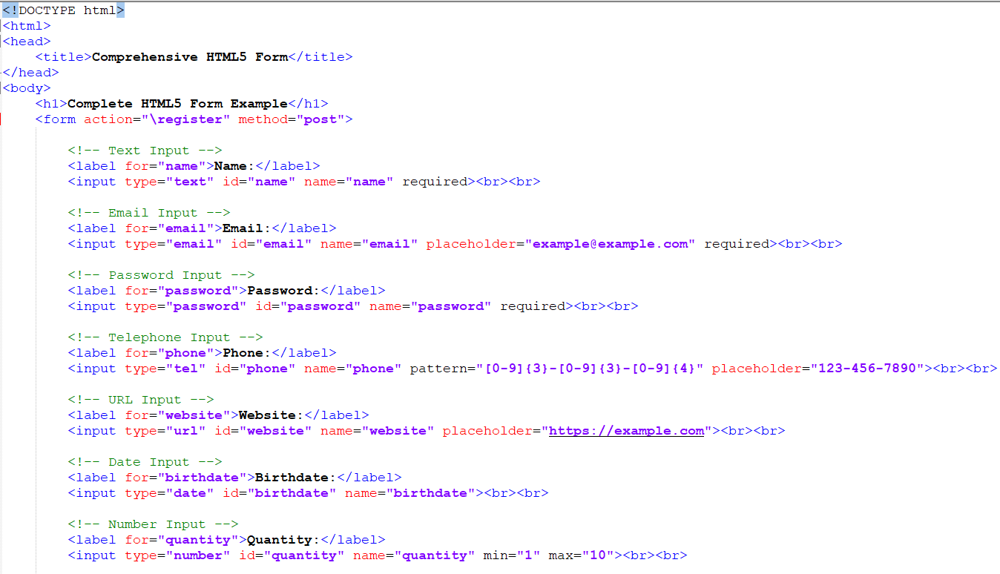 <!DOCTYPE html>
<html>
<head>
    <title>Comprehensive HTML5 Form</title>
</head>
<body>
    <h1>Complete HTML5 Form Example</h1>
    <form action="\register" method="post">

        <!-- Text Input -->
        <label for="name">Name:</label>
        <input type="text" id="name" name="name" required><br><br>

        <!-- Email Input -->
        <label for="email">Email:</label>
        <input type="email" id="email" name="email" placeholder="example@example.com" required><br><br>

        <!-- Password Input -->
        <label for="password">Password:</label>
        <input type="password" id="password" name="password" required><br><br>

        <!-- Telephone Input -->
        <label for="phone">Phone:</label>
        <input type="tel" id="phone" name="phone" pattern="[0-9]{3}-[0-9]{3}-[0-9]{4}" placeholder="123-456-7890"><br><br>

        <!-- URL Input -->
        <label for="website">Website:</label>
        <input type="url" id="website" name="website" placeholder="https://example.com"><br><br>

        <!-- Date Input -->
        <label for="birthdate">Birthdate:</label>
        <input type="date" id="birthdate" name="birthdate"><br><br>

        <!-- Number Input -->
        <label for="quantity">Quantity:</label>
        <input type="number" id="quantity" name="quantity" min="1" max="10"><br><br>